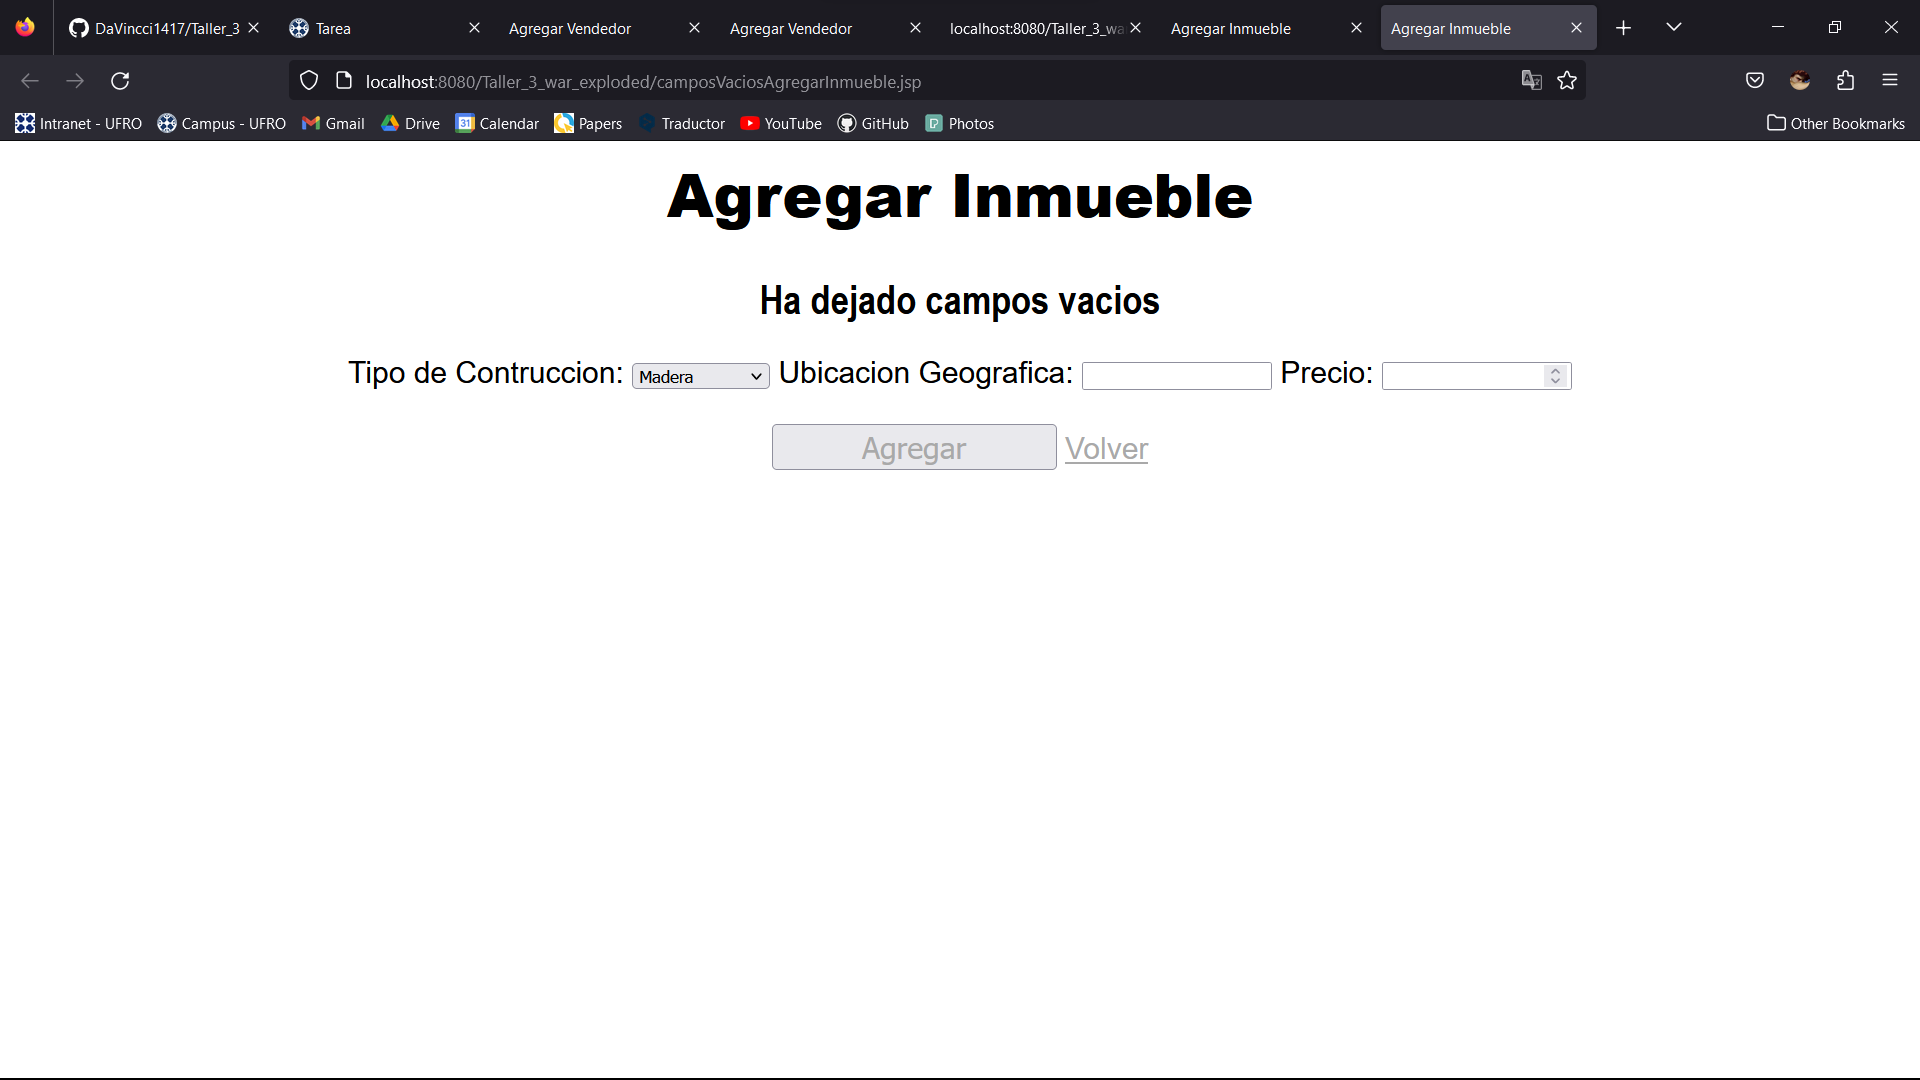 DaVincci1417/Taller_3 Tarea Agregar Vendedor Agregar Vendedor localhost:8080/Taller_3_wa Agregar Inmueble Agregar Inmueble
localhost:8080/Taller_3_war_exploded/camposVaciosAgregarInmueble.jsp
Intranet - UFRO Campus - UFRO Gmail Drive 31 Calendar Papers Traductor YouTube GitHub Photos Other Bookmarks
Agregar Inmueble
Ha dejado campos vacios
Tipo de Contruccion: Madera Ubicacion Geografica: Precio:
Agregar Volver